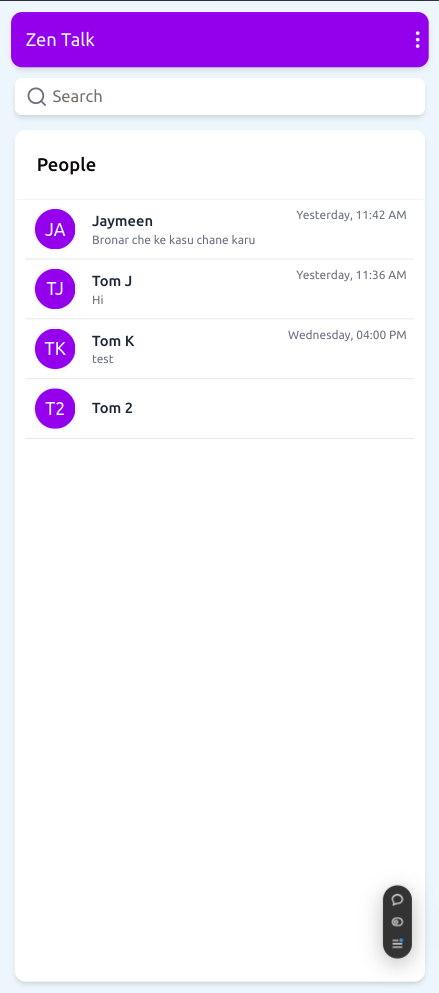 Zen Talk
Search
People
JA
Jaymeen
Yesterday, 11:42 AM
Bronar che ke kasu chane karu
TJ
Tom J
Yesterday, 11:36 AM
Hi
TK
Tom K
Wednesday, 04:00 PM
test
T2
Tom 2